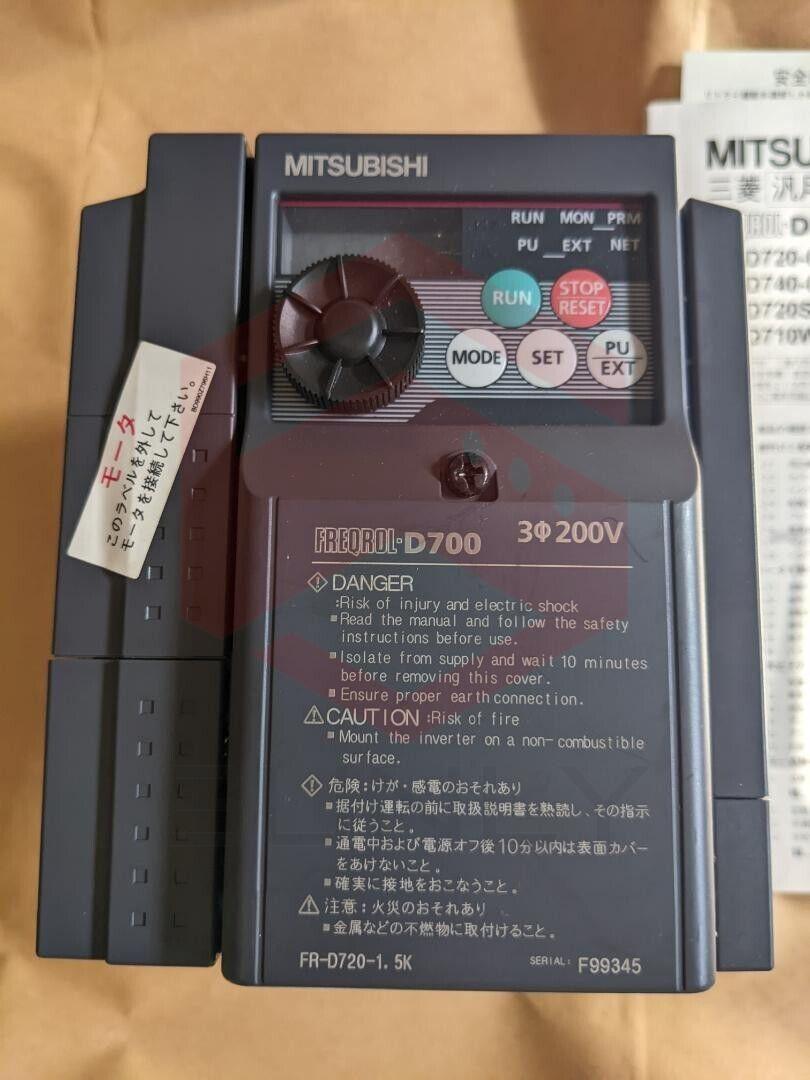 MITSUBISHI
RUN MON PRM
PU EXT NET
RUN
STOP
RESET
MODE
SET
PU
EXT
モータ
このラベルを外して
モータを接続して下さい。
FREQROL-D700 3Φ200V
DANGER
:Risk of injury and electric shock
■Read the manual and follow the safety
instructions before use.
■Isolate from supply and wait 10 minutes
before removing this cover.
■Ensure proper earth connection.
CAUTION :Risk of fire
■Mount the inverter on a non-combustible
surface.
危険:けが・感電のおそれあり
■据付け運転の前に取扱説明書を熟読し、その指示
に従うこと。
■通電中および電源オフ後10分以内は表面カバー
をあけないこと。
■確実に接地をおこなうこと。
注意:火災のおそれあり
■金属などの不燃物に取付けること。
FR-D720-1.5K SERIAL: F99345
安全
MITSU
三菱 汎
D720-
D740-
D720S
D710W